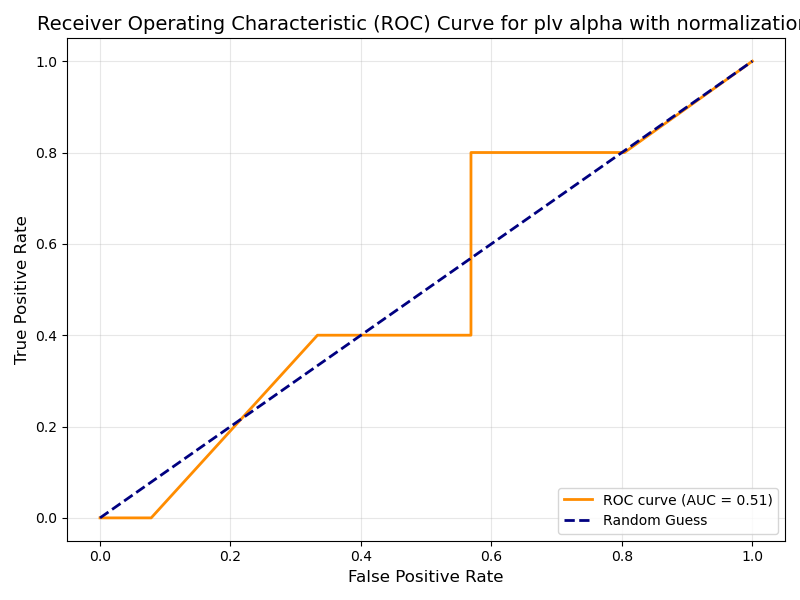 Receiver Operating Characteristic (ROC) Curve for plv alpha with normalization
True Positive Rate
1.0
0.8
0.6
0.4
0.2
0.0
0.0 0.2 0.4 0.6 0.8 1.0
False Positive Rate
ROC curve (AUC = 0.51)
Random Guess